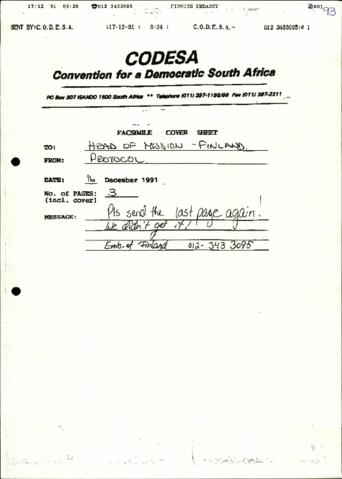 17/12 91 05:25 ☎012 3433095 FINNISH EMBASSY 001
93
SENT BY:C.O.D.E.S.A. :17-12-91 : 5:24 : C.O.D.E.S.A.→ 012 3433095:# 1
CODESA
Convention for a Democratic South Africa
PO Box 307 ISANDO 1600 South Africa ** Telephone (011) 397-1198/99 Fax (011) 397-2211
FACSIMILE COVER SHEET
TO: HEAD OF MISSION - FINLAND.
FROM: PROTOCOL
DATE: 16 December 1991
No. of PAGES: 3
(incl. cover)
MESSAGE: Pls send the last page again.
We didn't get it!
Emb. of Finland 012-343 3095